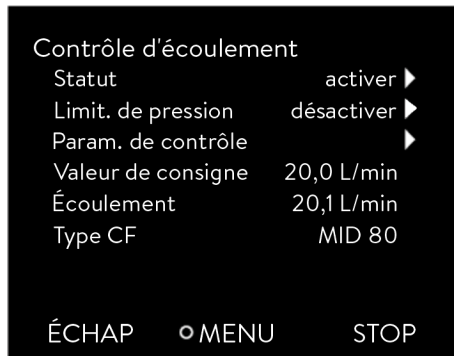 Contrôle d'écoulement
Statut activer
Limit. de pression désactiver
Param. de contrôle
Valeur de consigne 20,0 L/min
Écoulement 20,1 L/min
Type CF MID 80
ÉCHAP MENU STOP